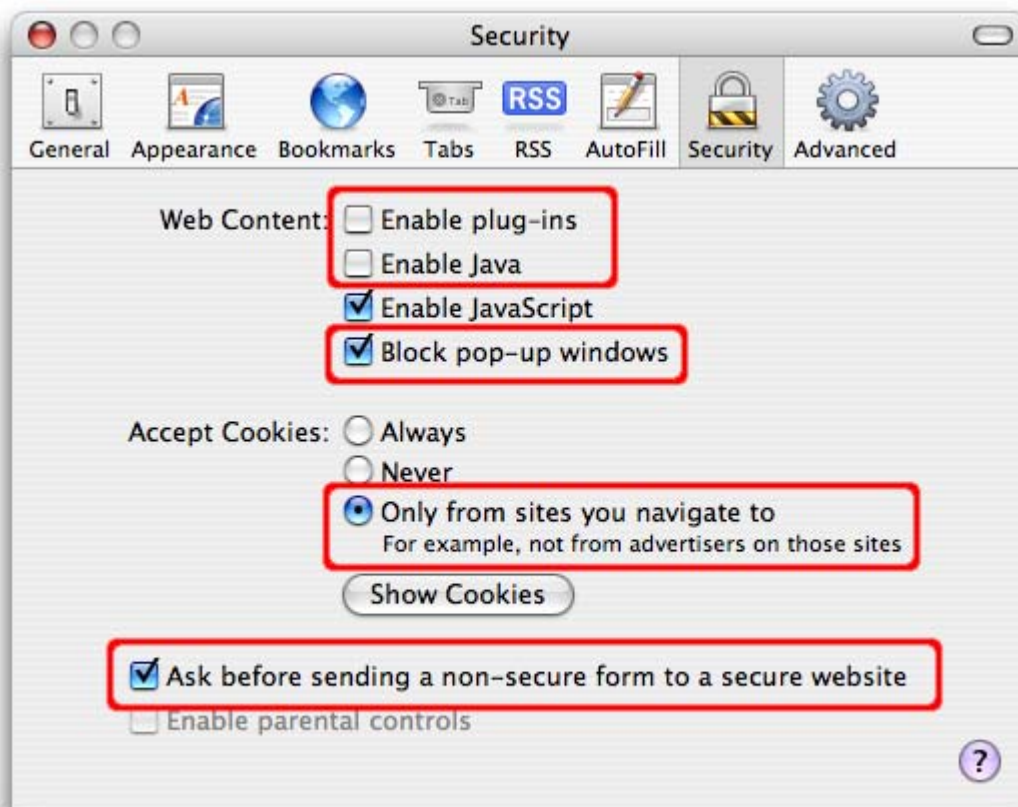 Security
General Appearance Bookmarks Tabs RSS AutoFill Security Advanced
Tab
RSS
Web Content: Enable plug-ins
Enable Java
Enable JavaScript
Block pop-up windows
Accept Cookies: Always
Never
Only from sites you navigate to
For example, not from advertisers on those sites
Show Cookies
Ask before sending a non-secure form to a secure website
Enable parental controls
?